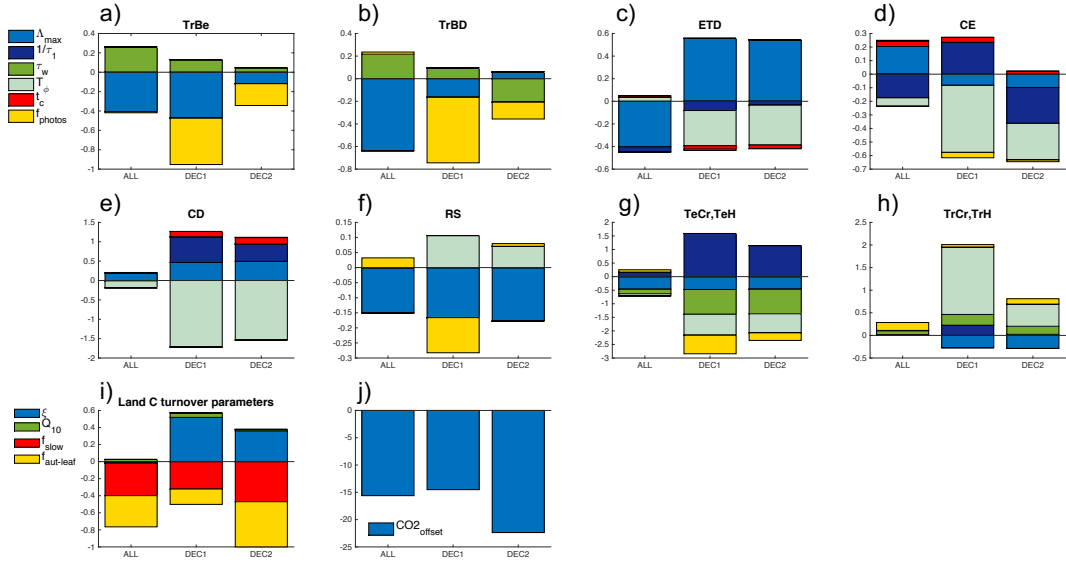 a) b) c) d)
TrBe TrBD ETD CE
Λmax
1/τ1
τw
Tϕ
tc
fphotos
0.4 0.2 0 -0.2 -0.4 -0.6 -0.8 -1
0.4 0.2 0 -0.2 -0.4 -0.6 -0.8
0.6 0.4 0.2 0 -0.2 -0.4 -0.6
0.3 0.2 0.1 0 -0.1 -0.2 -0.3 -0.4 -0.5 -0.6 -0.7
ALL DEC1 DEC2 ALL DEC1 DEC2 ALL DEC1 DEC2 ALL DEC1 DEC2
e) f) g) h)
CD RS TeCr,TeH TrCr,TrH
1.5 1 0.5 0 -0.5 -1 -1.5 -2
0.15 0.1 0.05 0 -0.05 -0.1 -0.15 -0.2 -0.25 -0.3
2 1.5 1 0.5 0 -0.5 -1 -1.5 -2 -2.5 -3
2.5 2 1.5 1 0.5 0 -0.5
ALL DEC1 DEC2 ALL DEC1 DEC2 ALL DEC1 DEC2 ALL DEC1 DEC2
i) j)
Land C turnover parameters
ξ
Q10
fslow
faut-leaf
0.6 0.4 0.2 0 -0.2 -0.4 -0.6 -0.8 -1
0 -5 -10 -15 -20 -25
CO2offset
ALL DEC1 DEC2 ALL DEC1 DEC2